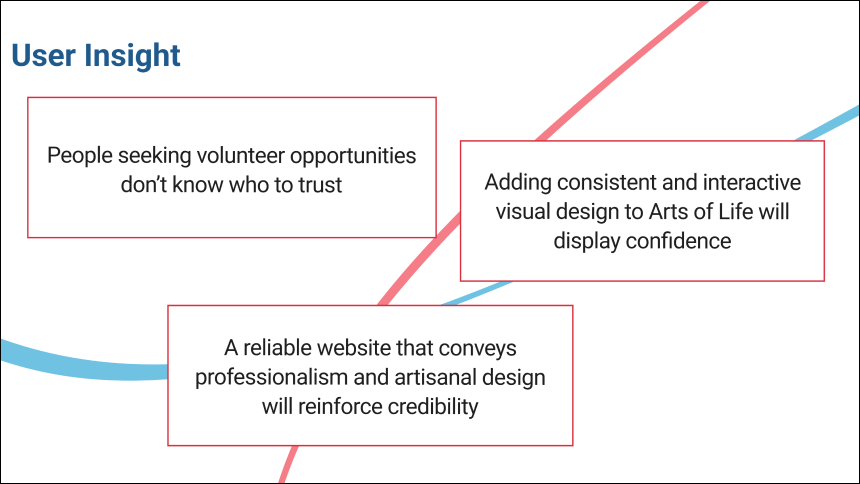 User Insight
People seeking volunteer opportunities
don’t know who to trust
Adding consistent and interactive
visual design to Arts of Life will
display confidence
A reliable website that conveys
professionalism and artisanal design
will reinforce credibility